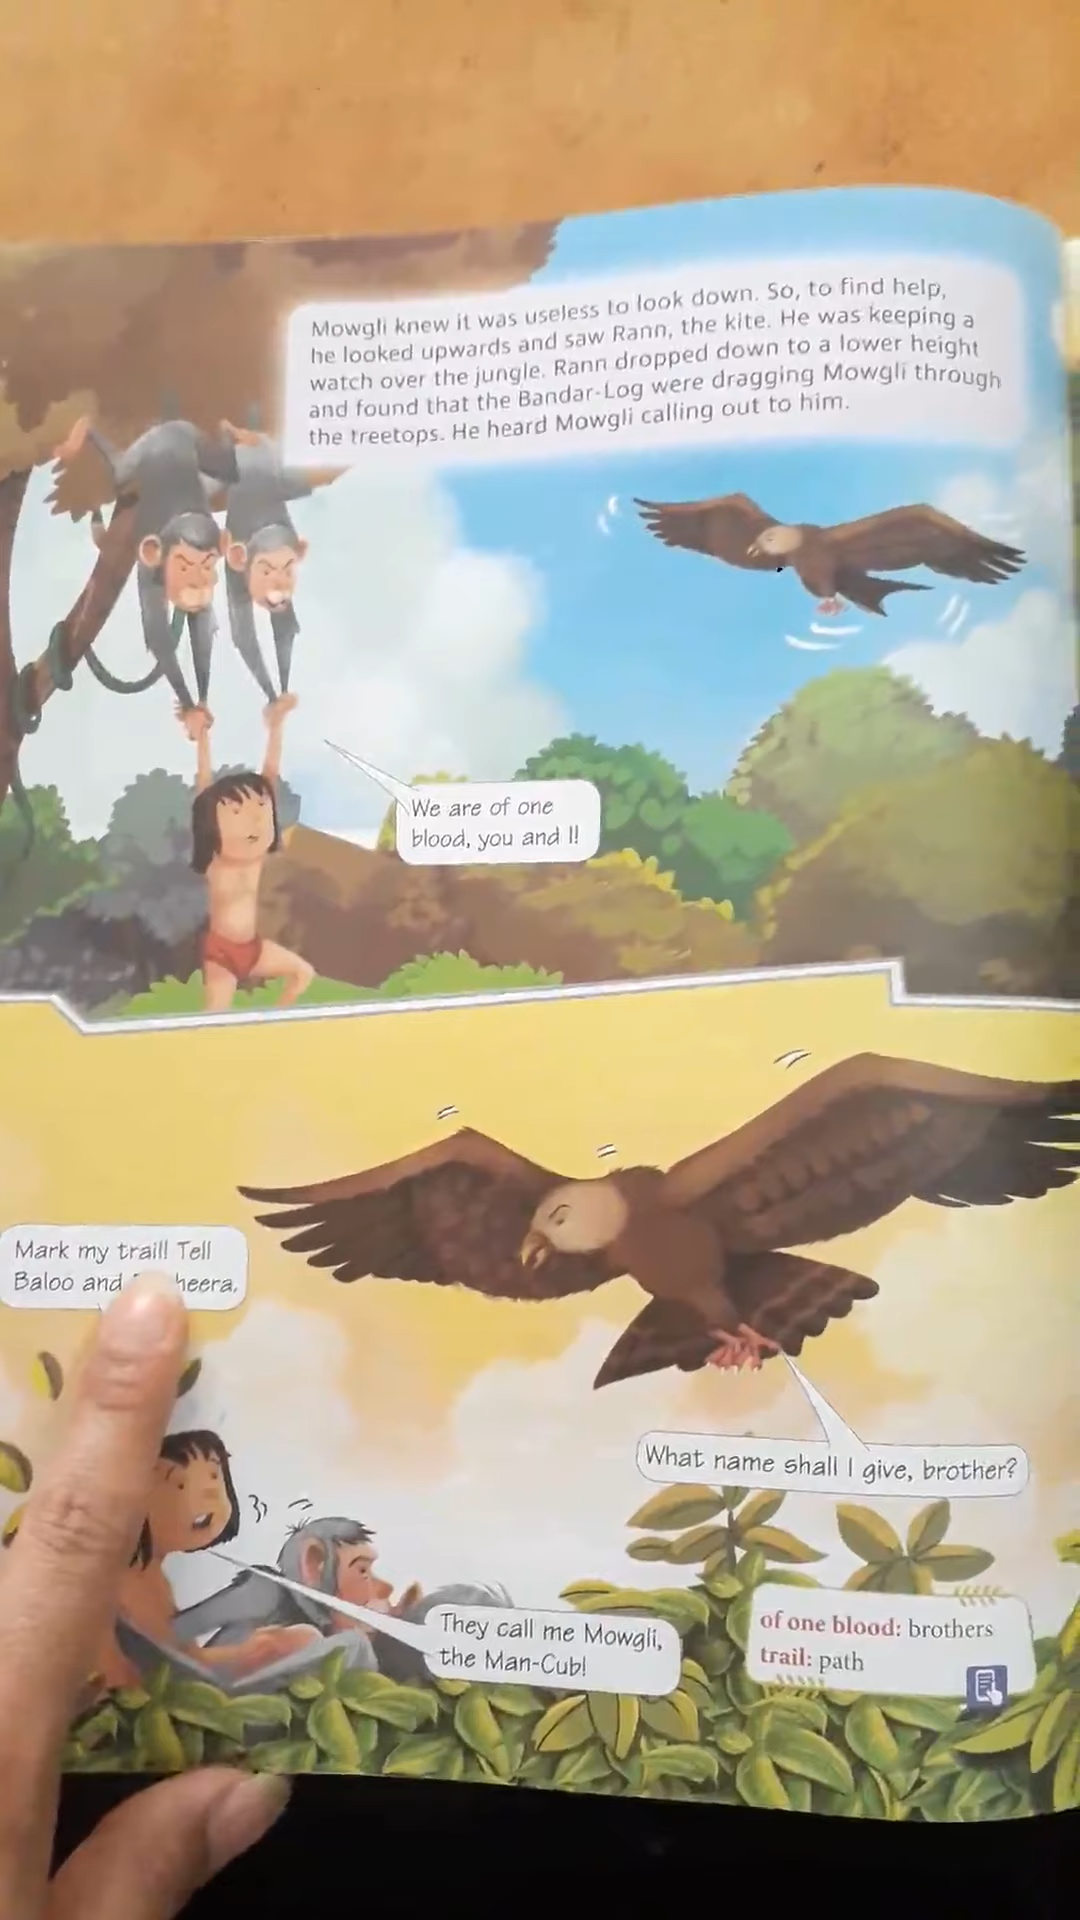 Mowgli knew it was useless to look down. So, to find help,
he looked upwards and saw Rann, the kite. He was keeping a
watch over the jungle. Rann dropped down to a lower height
and found that the Bandar-Log were dragging Mowgli through
the treetops. He heard Mowgli calling out to him.
We are of one
blood, you and I!
Mark my trail! Tell
Baloo and
What name shall I give, brother?
They call me Mowgli,
the Man-Cub!
of one blood: brothers
trail: path